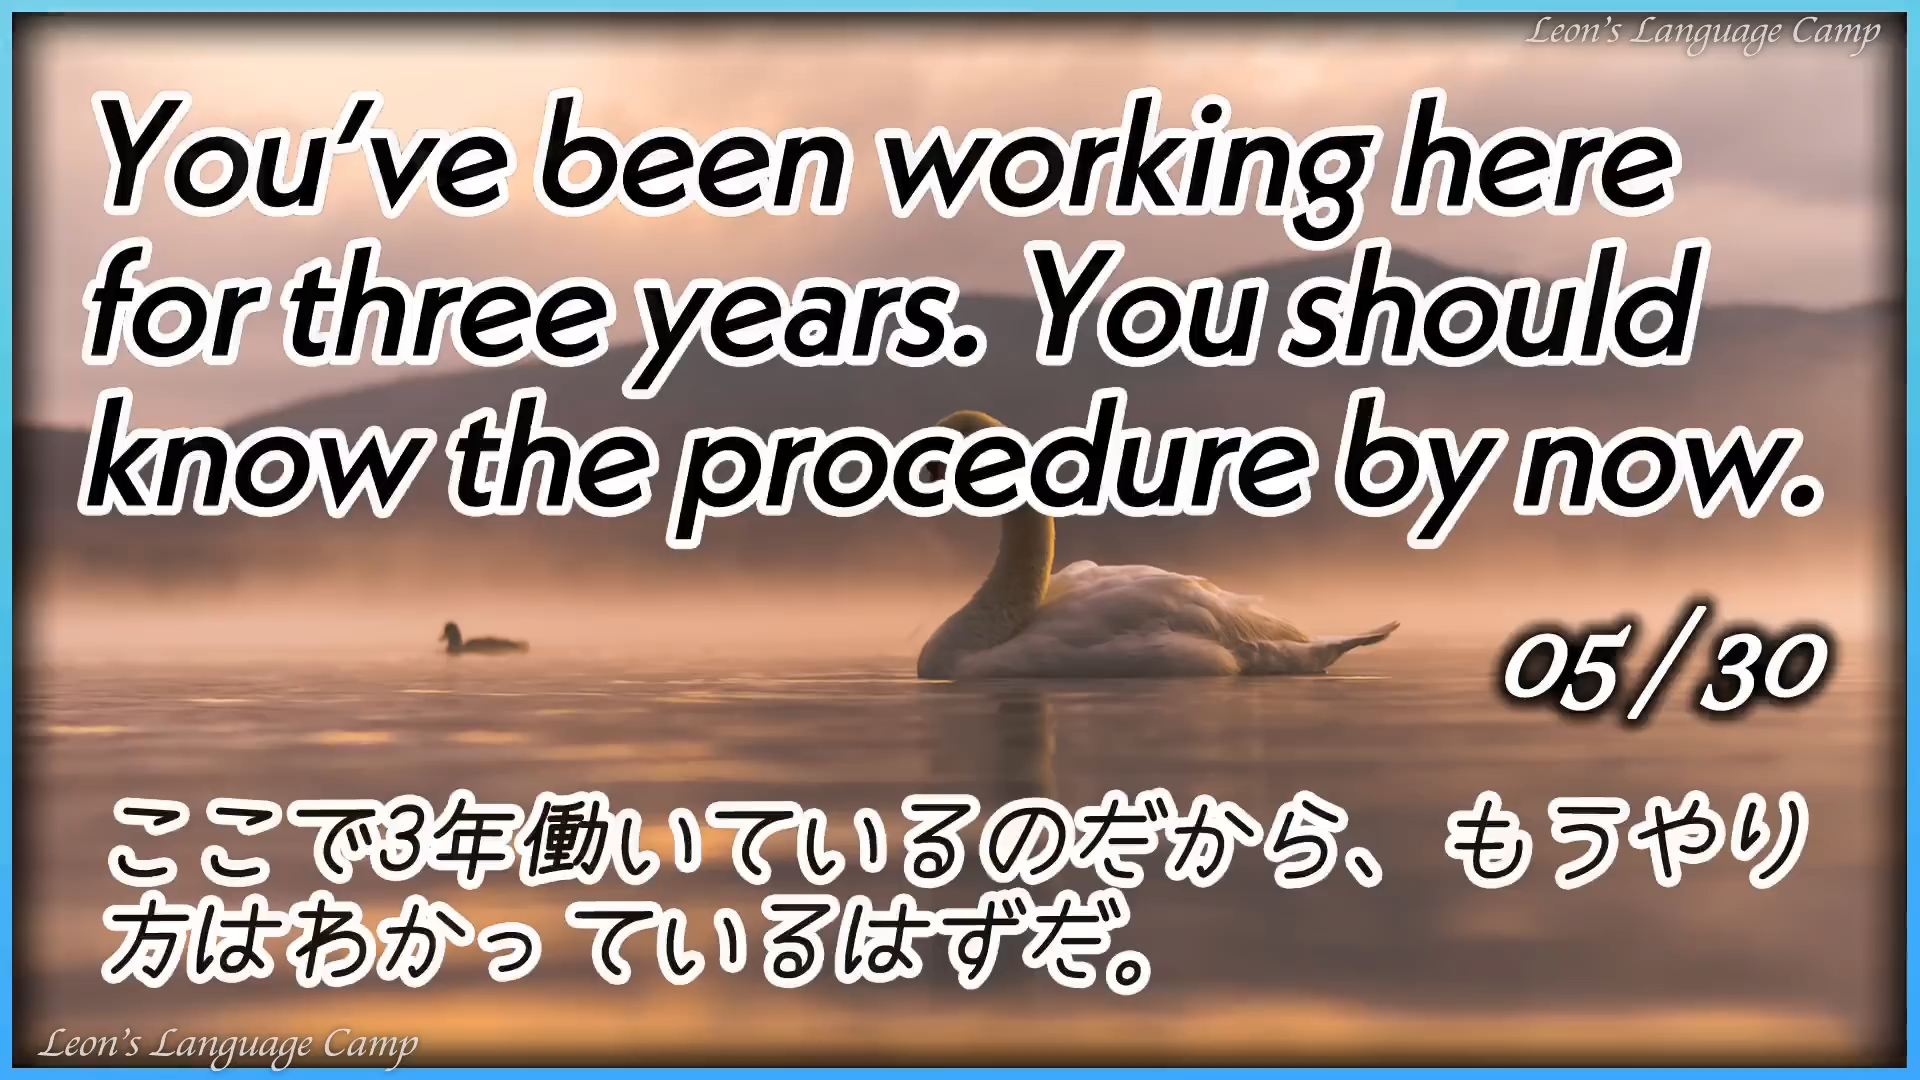 Leon's Language Camp
You've been working here
for three years. You should
know the procedure by now.
05/30
ここで3年働いているのだから、もうやり
方はわかっているはずだ。
Leon's Language Camp